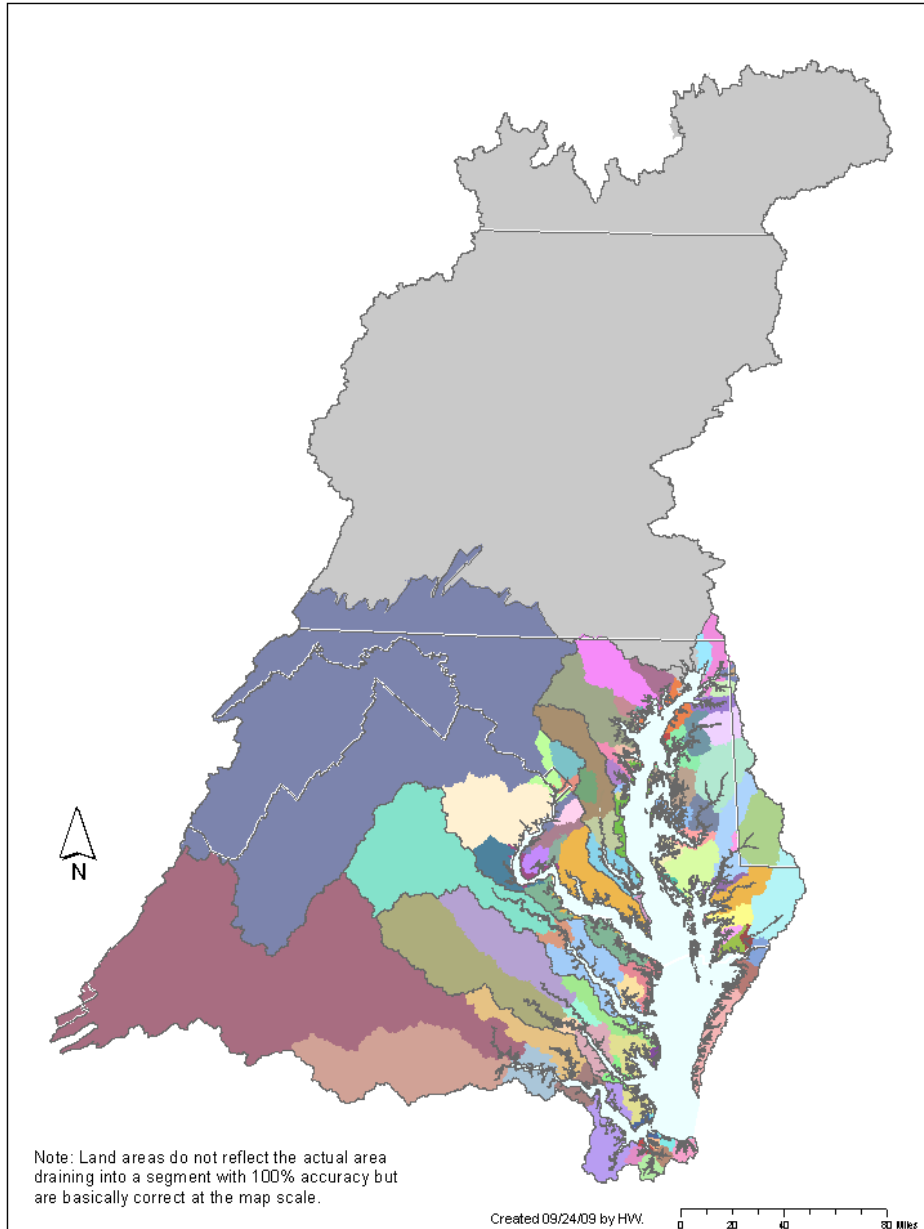 N
Note: Land areas do not reflect the actual area
draining into a segment with 100% accuracy but
are basically correct at the map scale.
Created 09/24/09 by HW.
0 20 40 80 Miles